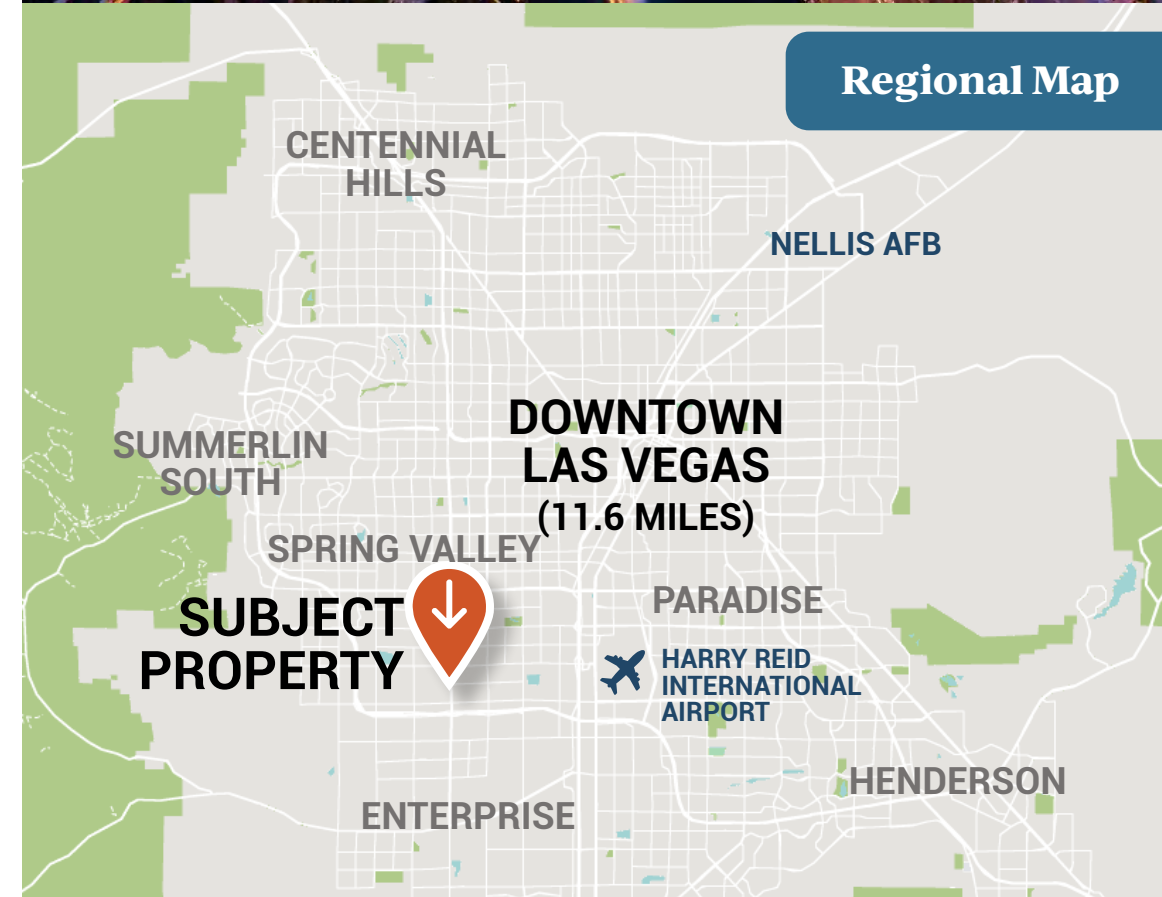 Regional Map
CENTENNIAL
HILLS
NELLIS AFB
DOWNTOWN
LAS VEGAS
(11.6 MILES)
SUMMERLIN
SOUTH
SPRING VALLEY
SUBJECT
PROPERTY
PARADISE
HARRY REID
INTERNATIONAL
AIRPORT
HENDERSON
ENTERPRISE